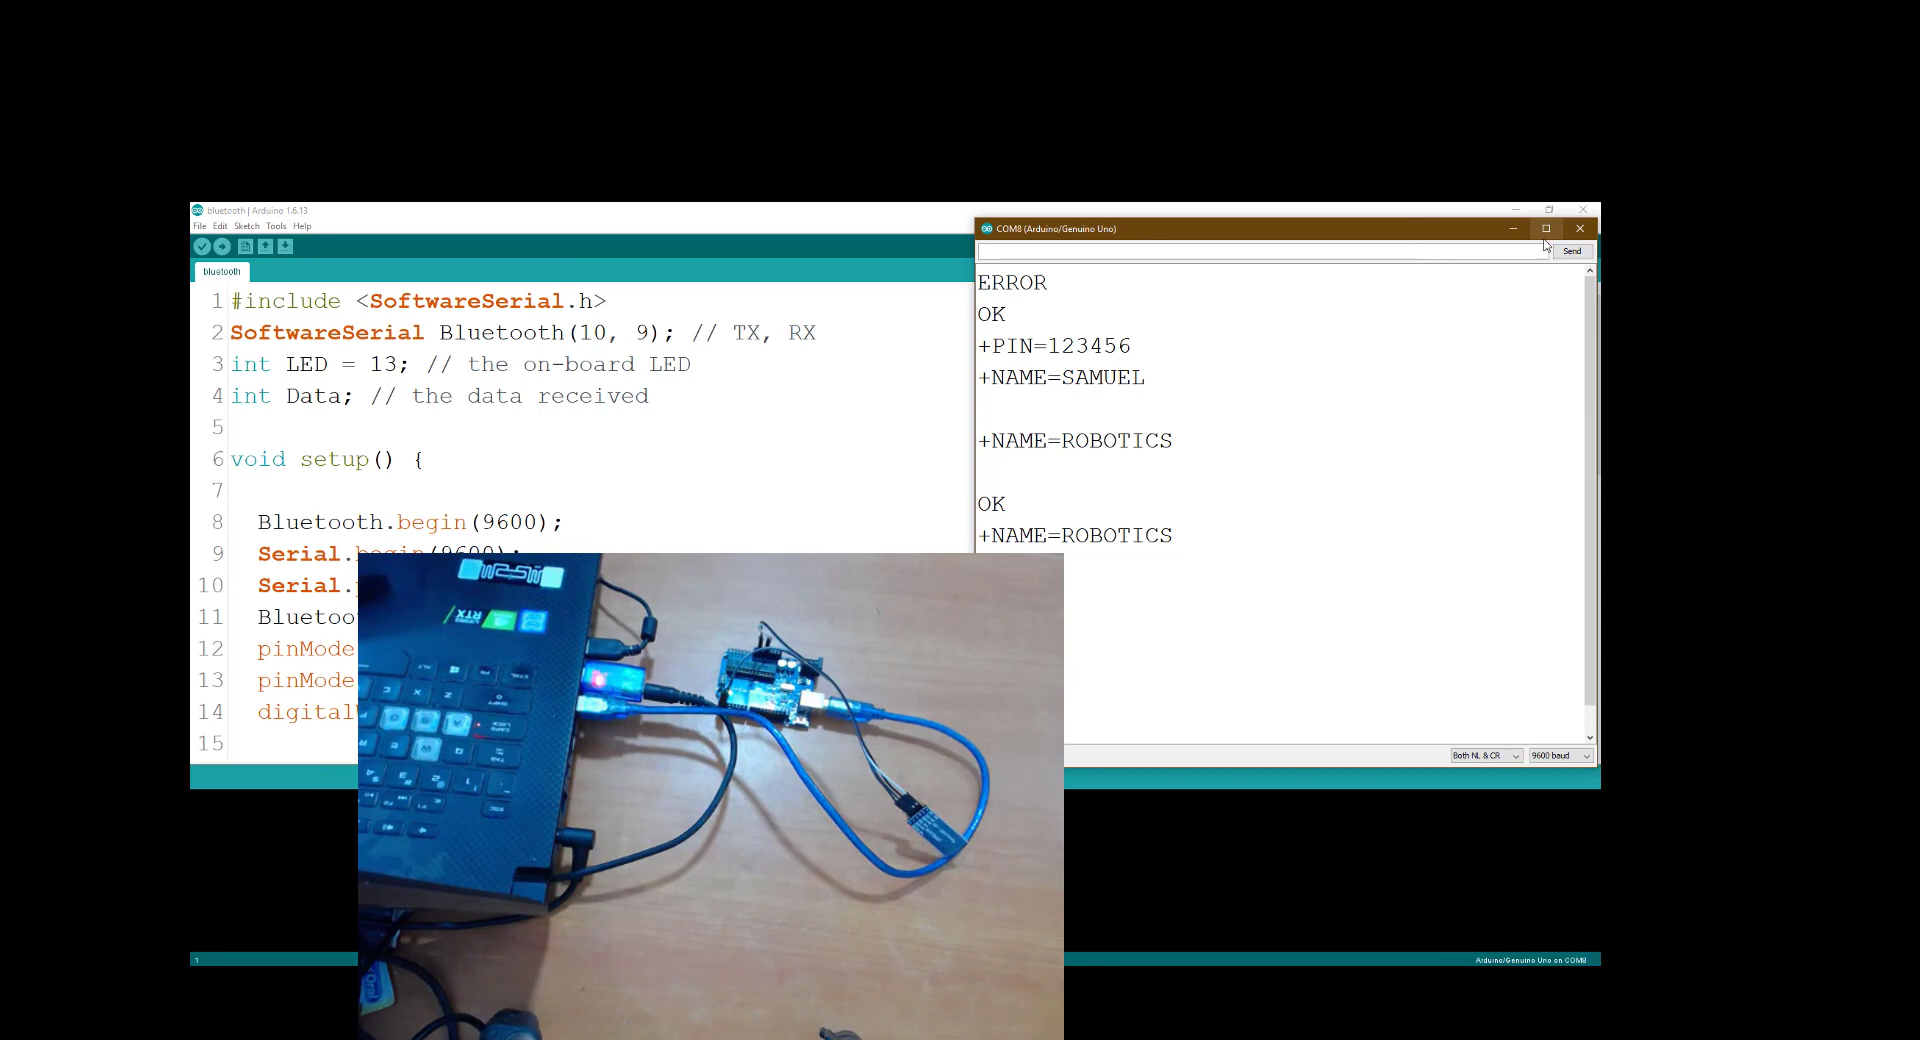 bluetooth | Arduino 1.6.13
File Edit Sketch Tools Help
bluetooth
1 #include <SoftwareSerial.h>
2 SoftwareSerial Bluetooth(10, 9); // TX, RX
3 int LED = 13; // the on-board LED
4 int Data; // the data received
5
6 void setup() {
7
8 Bluetooth.begin(9600);
9 Serial.begin(9600);
10 Serial.
11 Bluetoo
12 pinMode
13 pinMode
14 digital
15
COM8 (Arduino/Genuino Uno)
Send
ERROR
OK
+PIN=123456
+NAME=SAMUEL
+NAME=ROBOTICS
OK
+NAME=ROBOTICS
Both NL & CR
9600 baud
RTX
1
Arduino/Genuino Uno on COM8